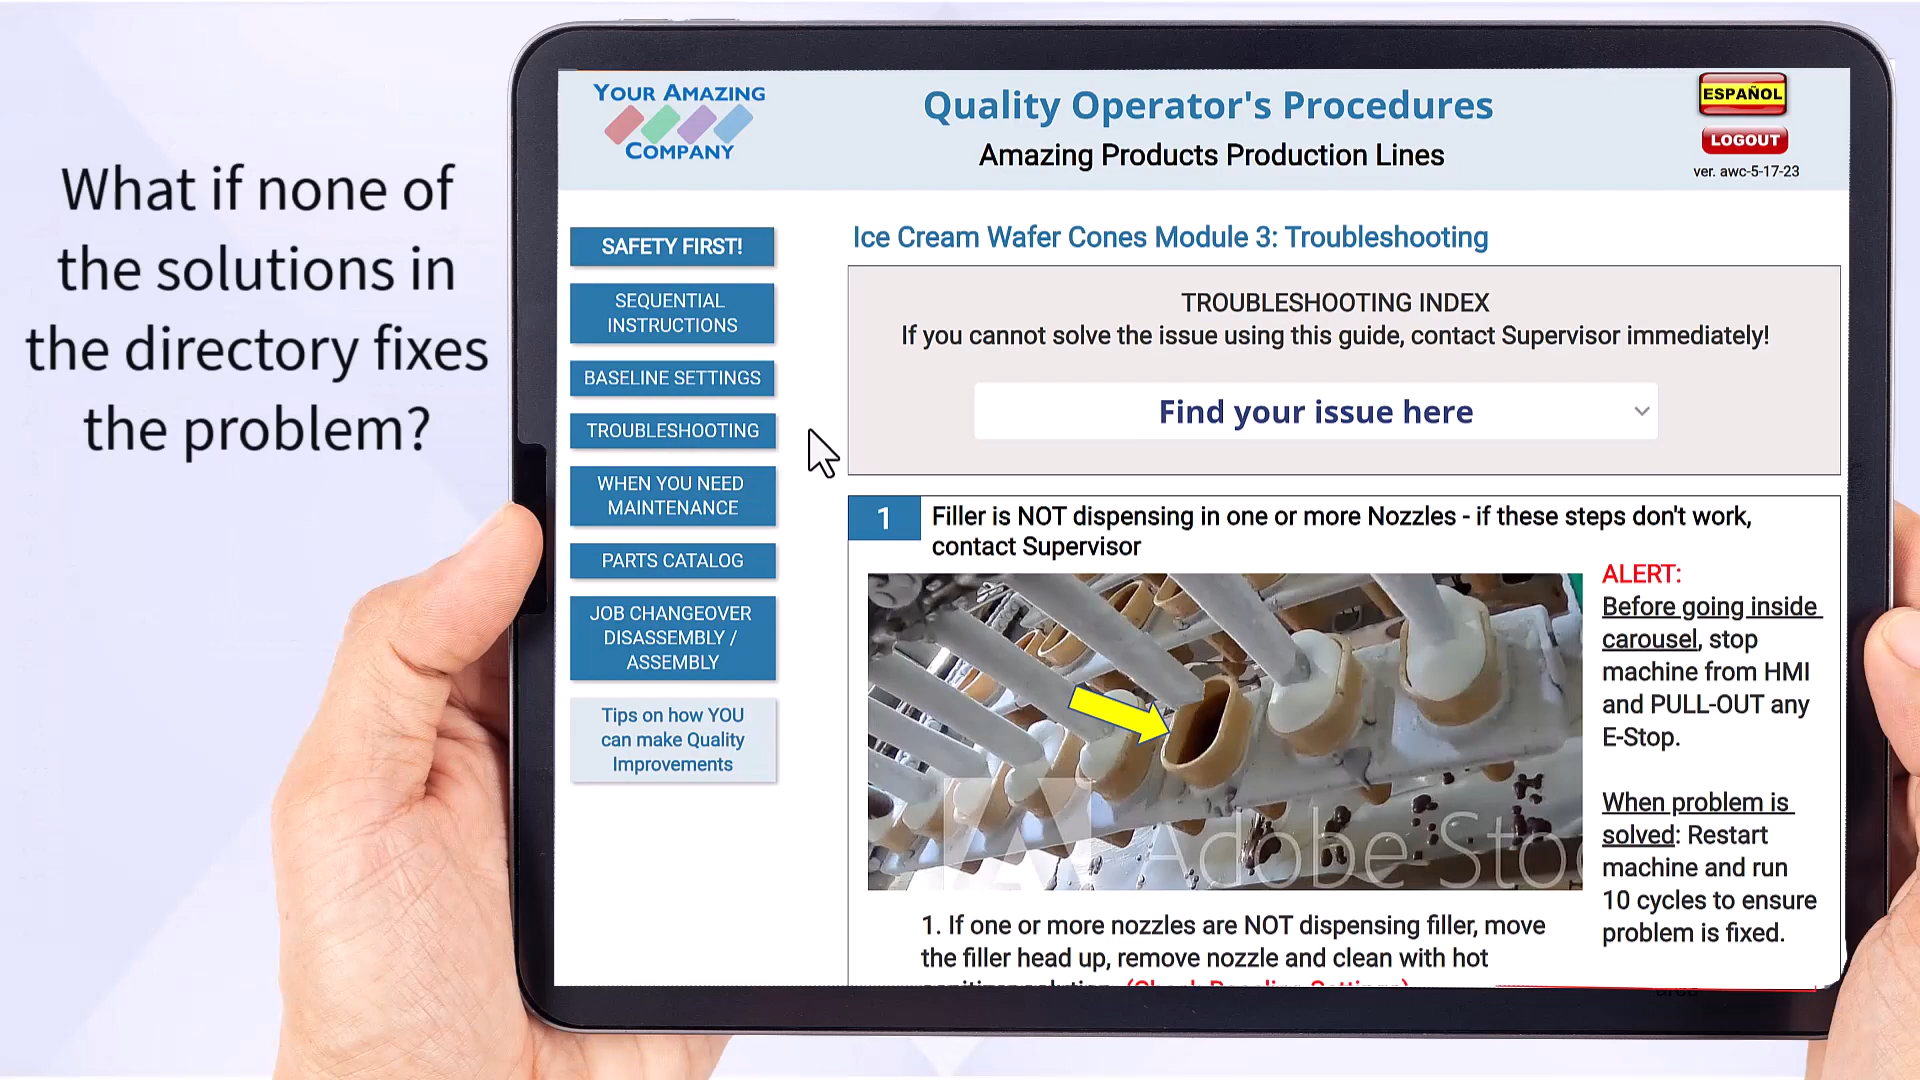 What if none of
the solutions in
the directory fixes
the problem?
YOUR AMAZING
COMPANY
Quality Operator's Procedures
Amazing Products Production Lines
ESPAÑOL
LOGOUT
ver. awc-5-17-23
SAFETY FIRST!
SEQUENTIAL
INSTRUCTIONS
BASELINE SETTINGS
TROUBLESHOOTING
WHEN YOU NEED
MAINTENANCE
PARTS CATALOG
JOB CHANGEOVER
DISASSEMBLY /
ASSEMBLY
Tips on how YOU
can make Quality
Improvements
Ice Cream Wafer Cones Module 3: Troubleshooting
TROUBLESHOOTING INDEX
If you cannot solve the issue using this guide, contact Supervisor immediately!
Find your issue here
1
Filler is NOT dispensing in one or more Nozzles - if these steps don't work,
contact Supervisor
ALERT:
Before going inside
carousel, stop
machine from HMI
and PULL-OUT any
E-Stop.
When problem is
solved: Restart
machine and run
10 cycles to ensure
problem is fixed.
Adobe Stoc
1. If one or more nozzles are NOT dispensing filler, move
the filler head up, remove nozzle and clean with hot